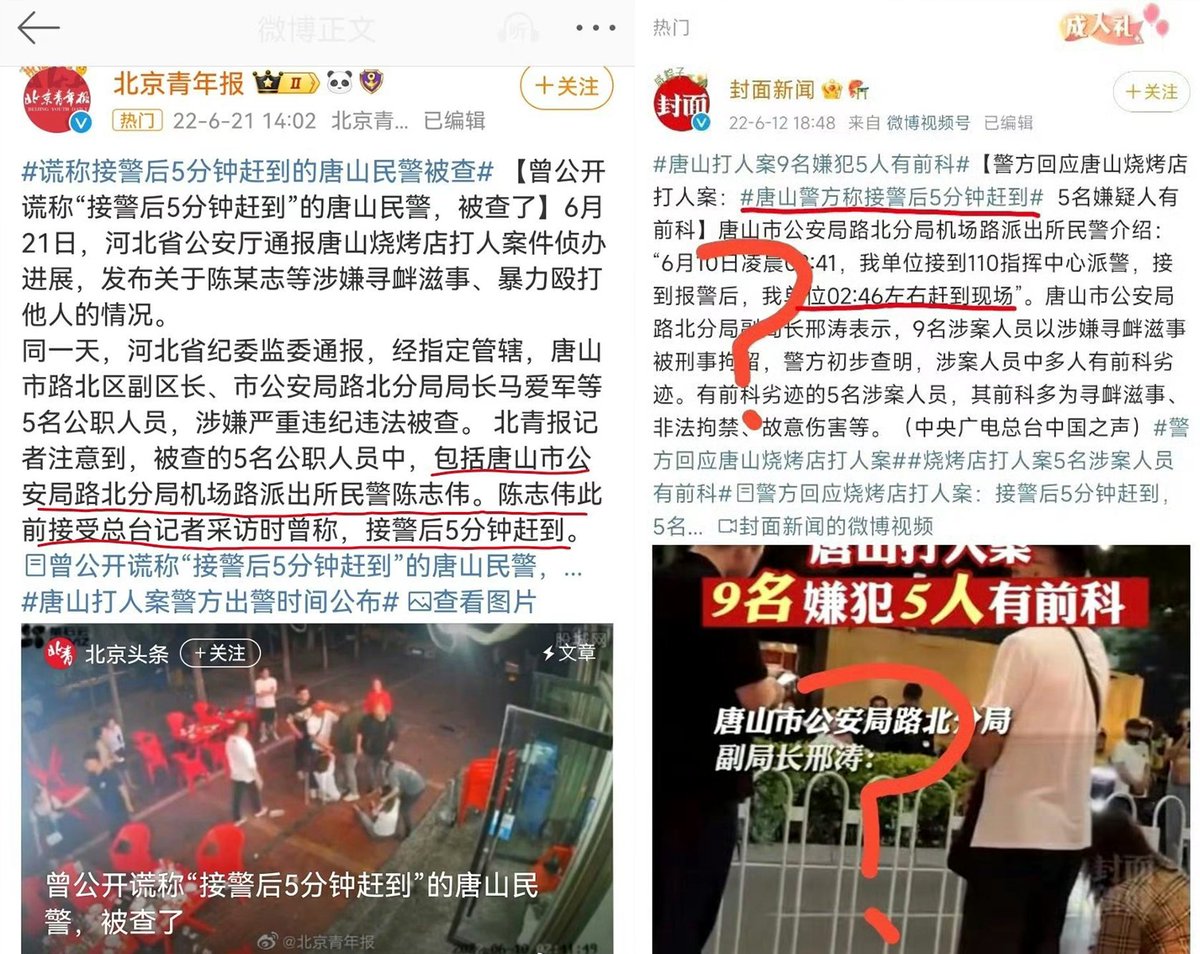 微博正文
听
北京青年报
II
热门
22-6-21 14:02
北京青...
已编辑
+关注
#谎称接警后5分钟赶到的唐山民警被查#【曾公开
谎称“接警后5分钟赶到”的唐山民警，被查了】6月
21日，河北省公安厅通报唐山烧烤店打人案件侦办
进展，发布关于陈某志等涉嫌寻衅滋事、暴力殴打
他人的情况。
同一天，河北省纪委监委通报，经指定管辖，唐山
市路北区副区长、市公安局路北分局局长马爱军等
5名公职人员，涉嫌严重违纪违法被查。 北青报记
者注意到，被查的5名公职人员中，包括唐山市公
安局路北分局机场路派出所民警陈志伟。陈志伟此
前接受总台记者采访时曾称，接警后5分钟赶到。
曾公开谎称“接警后5分钟赶到”的唐山民警，...
#唐山打人案警方出警时间公布# 查看图片
北青
北京头条
+关注
文章
曾公开谎称“接警后5分钟赶到”的唐山民
警，被查了
@北京青年报
热门
成人礼
封面
封面新闻
22-6-12 18:48 来自 微博视频号 已编辑
+关注
#唐山打人案9名嫌犯5人有前科#【警方回应唐山烧烤店
打人案：#唐山警方称接警后5分钟赶到# 5名嫌疑人有
前科】唐山市公安局路北分局机场路派出所民警介绍：
“6月10日凌晨02:41，我单位接到110指挥中心派警，接
到报警后，我单位02:46左右赶到现场”。唐山市公安局
路北分局副局长邢涛表示，9名涉案人员以涉嫌寻衅滋事
被刑事拘留，警方初步查明，涉案人员中多人有前科劣
迹。有前科劣迹的5名涉案人员，其前科多为寻衅滋事、
非法拘禁、故意伤害等。（中央广电总台中国之声）#警
方回应唐山烧烤店打人案##烧烤店打人案5名涉案人员
有前科#警方回应烧烤店打人案：接警后5分钟赶到，
5名... 封面新闻的微博视频
唐山打人案
9名嫌犯5人有前科
唐山市公安局路北分局
副局长邢涛：
封面